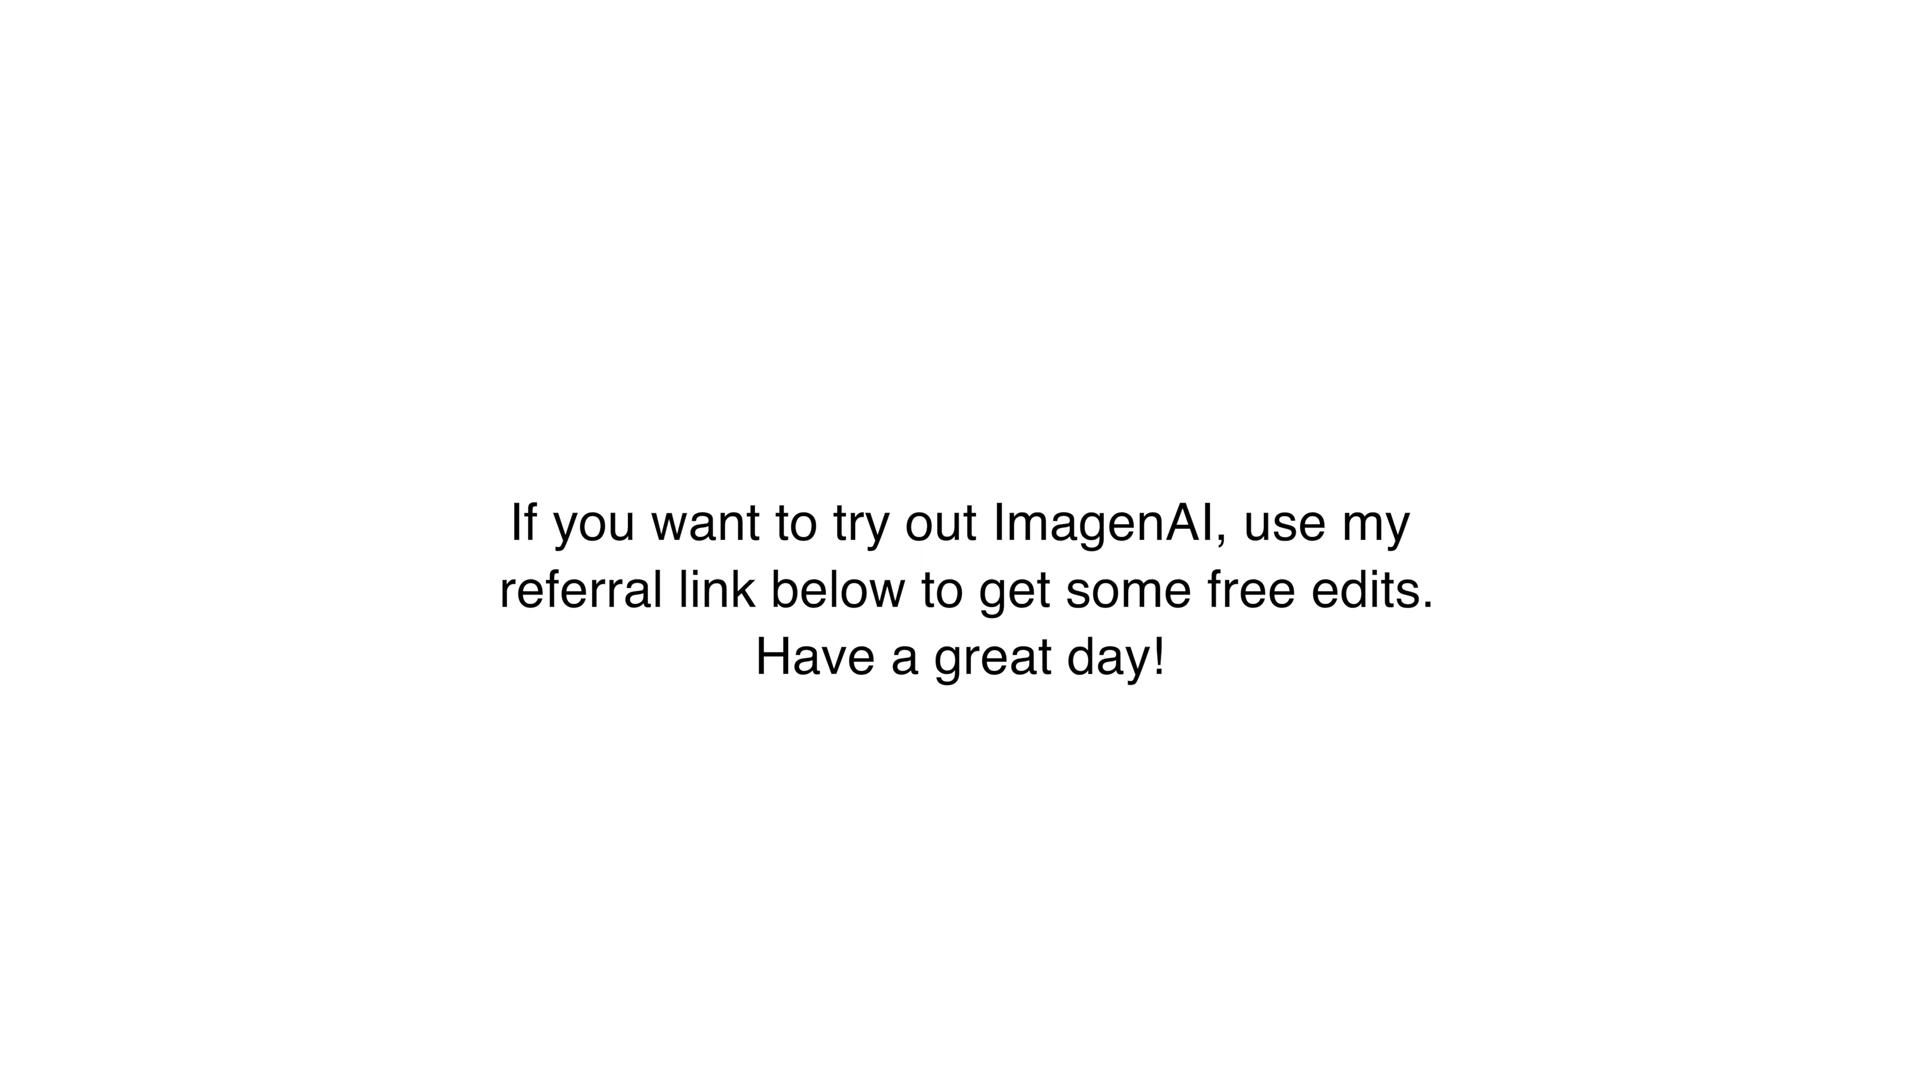 If you want to try out ImagenAI, use my
referral link below to get some free edits.
Have a great day!